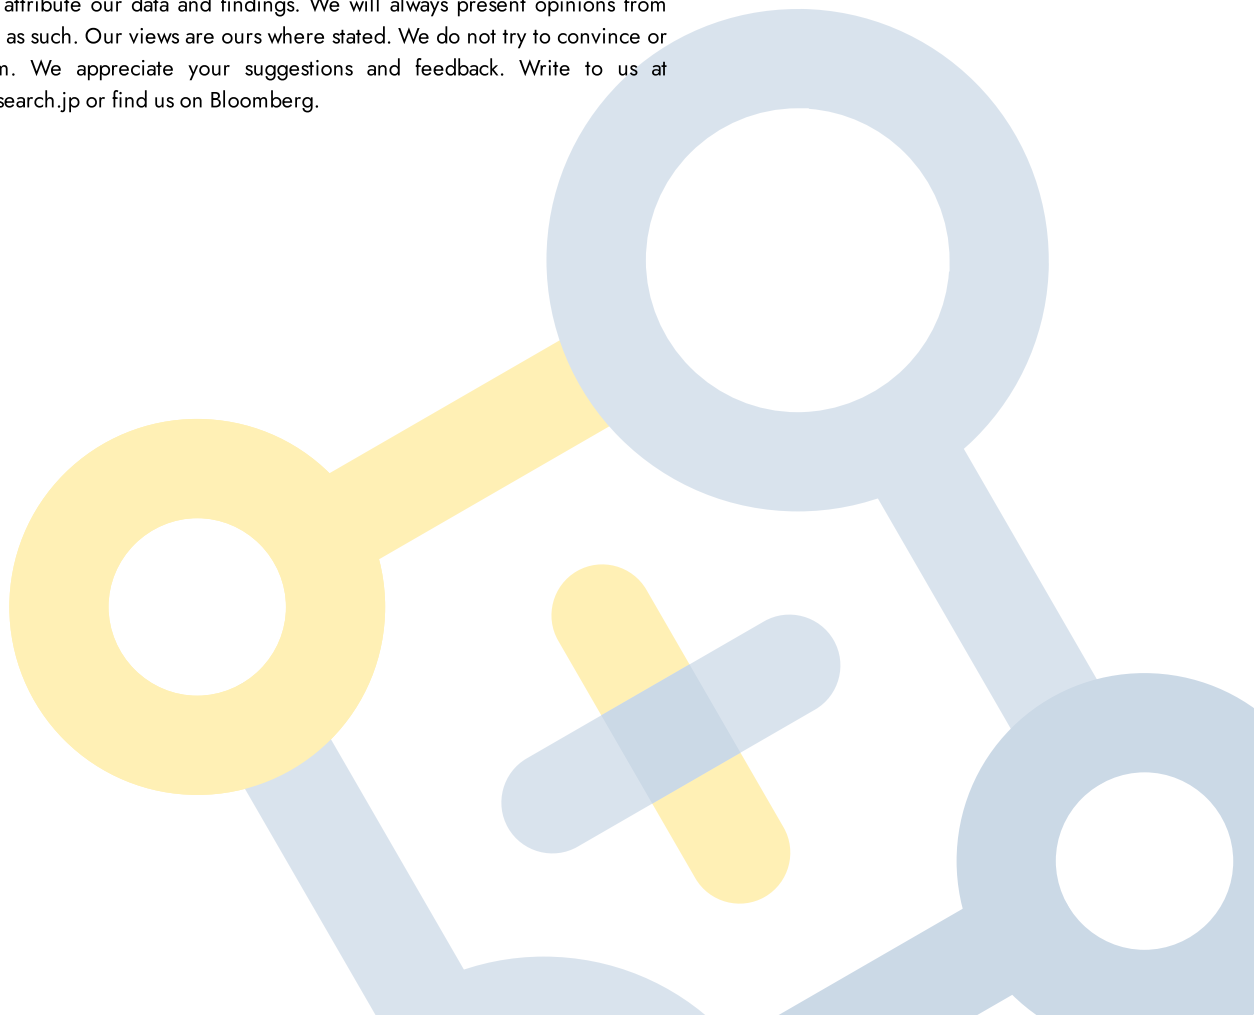 attribute our data and findings. We will always present opinions from
as such. Our views are ours where stated. We do not try to convince or
We appreciate your suggestions and feedback. Write to us at
search.jp or find us on Bloomberg.